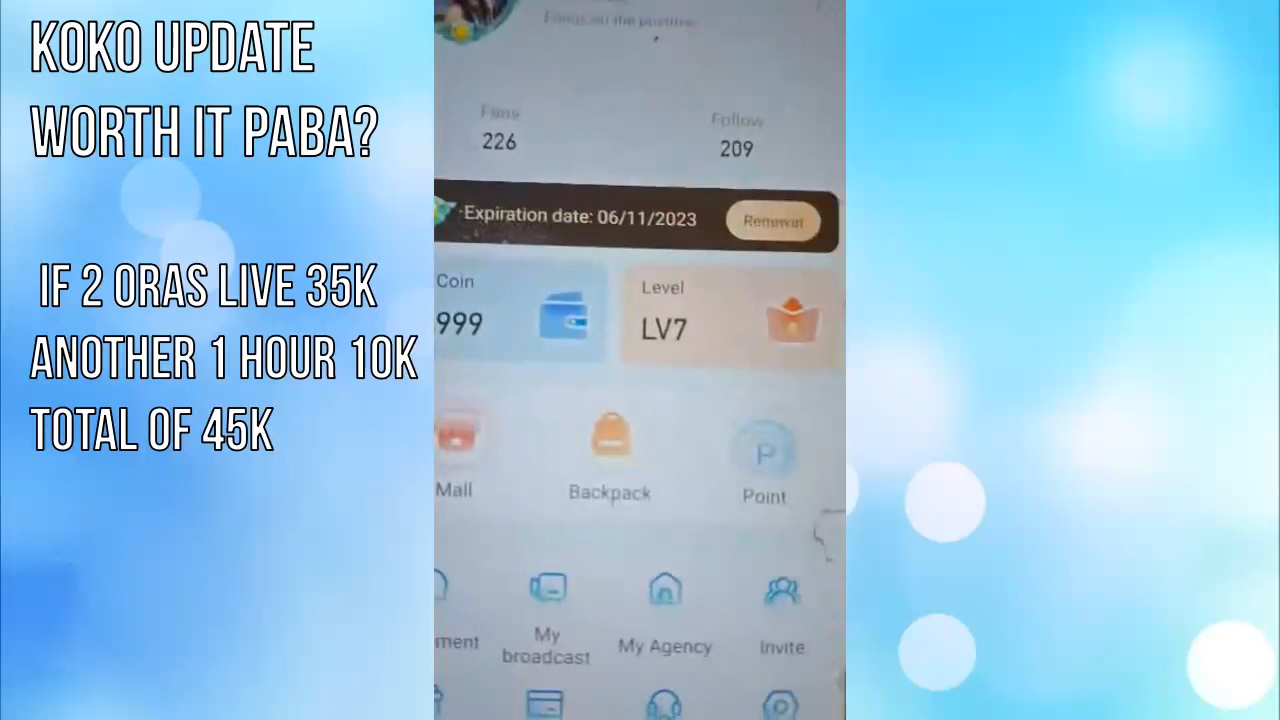 KOKO UPDATE
WORTH IT PABA?
IF 2 ORAS LIVE 35K
ANOTHER 1 HOUR 10K
TOTAL OF 45K
Fans
Follow
226
209
Expiration date: 06/11/2023
Renewal
Coin
Level
999
LV7
Mall
Backpack
Point
ment
My broadcast
My Agency
Invite